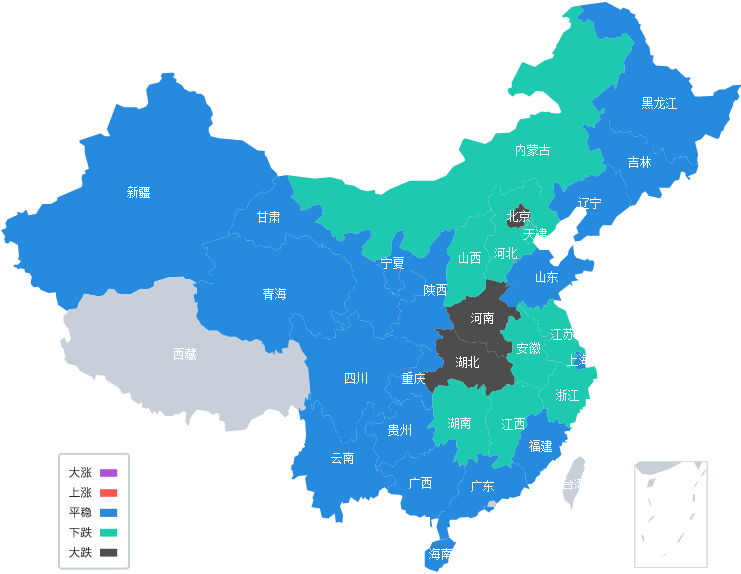 黑龙江
内蒙古
吉林
新疆
辽宁
甘肃
北京
天津
山西
河北
宁夏
山东
陕西
青海
河南
江苏
安徽
西藏
上海
湖北
四川
重庆
浙江
湖南
江西
贵州
福建
云南
广西
广东
台湾
海南
大涨
上涨
平稳
下跌
大跌